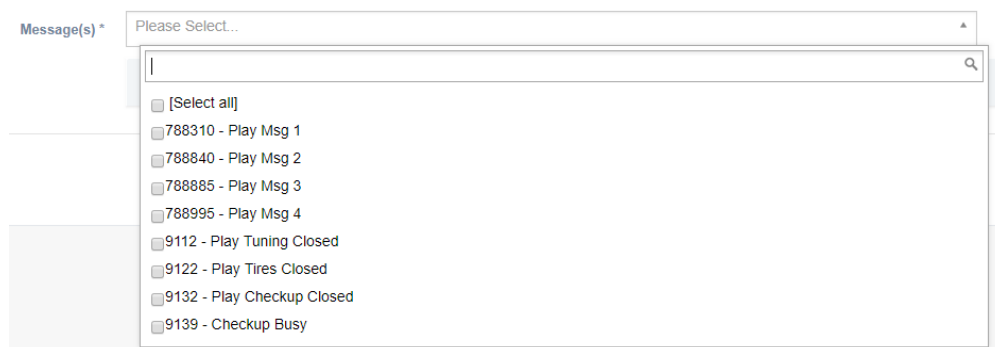 Message(s) * Please Select...
[Select all]
788310 - Play Msg 1
788840 - Play Msg 2
788885 - Play Msg 3
788995 - Play Msg 4
9112 - Play Tuning Closed
9122 - Play Tires Closed
9132 - Play Checkup Closed
9139 - Checkup Busy